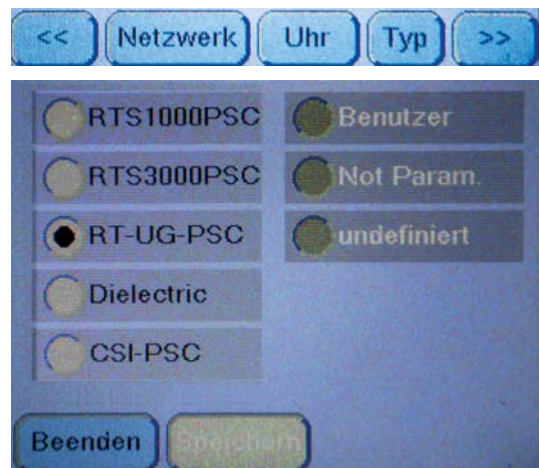 << Netzwerk Uhr Typ >>
RTS1000PSC Benutzer
RTS3000PSC Not Param.
RT-UG-PSC undefiniert
Dielectric
CSI-PSC
Beenden Speichern